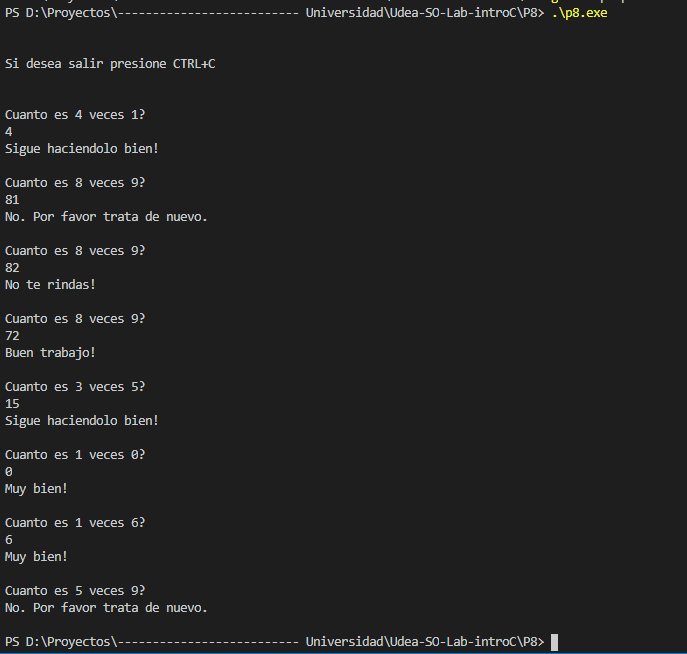 PS D:\Proyectos\-------------------------- Universidad\Udea-SO-Lab-introC\P8> .\p8.exe
Si desea salir presione CTRL+C
Cuanto es 4 veces 1?
4
Sigue haciendolo bien!
Cuanto es 8 veces 9?
81
No. Por favor trata de nuevo.
Cuanto es 8 veces 9?
82
No te rindas!
Cuanto es 8 veces 9?
72
Buen trabajo!
Cuanto es 3 veces 5?
15
Sigue haciendolo bien!
Cuanto es 1 veces 0?
0
Muy bien!
Cuanto es 1 veces 6?
6
Muy bien!
Cuanto es 5 veces 9?
No. Por favor trata de nuevo.
PS D:\Proyectos\-------------------------- Universidad\Udea-SO-Lab-introC\P8>